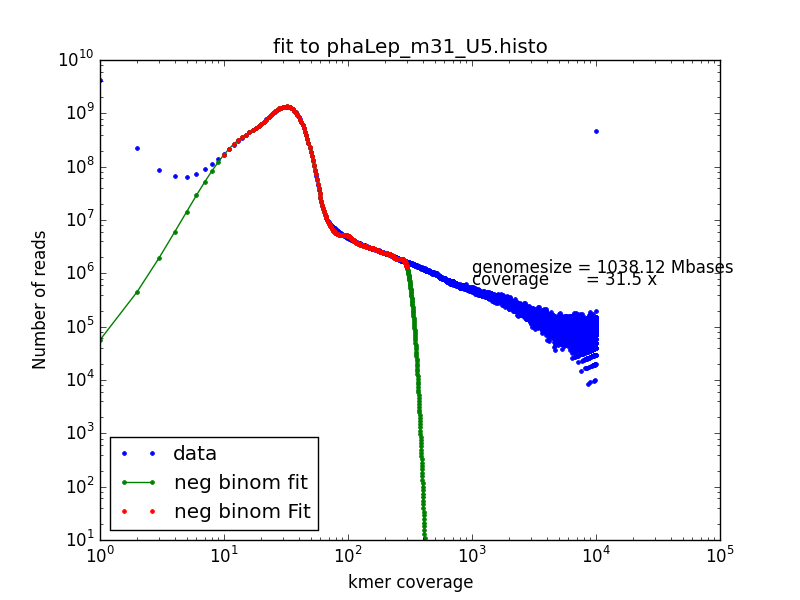 fit to phaLep_m31_U5.histo
10^10
10^9
10^8
10^7
10^6
10^5
10^4
10^3
10^2
10^1
Number of reads
genomesize = 1038.12 Mbases
coverage = 31.5 x
data
neg binom fit
neg binom Fit
10^0 10^1 10^2 10^3 10^4 10^5
kmer coverage